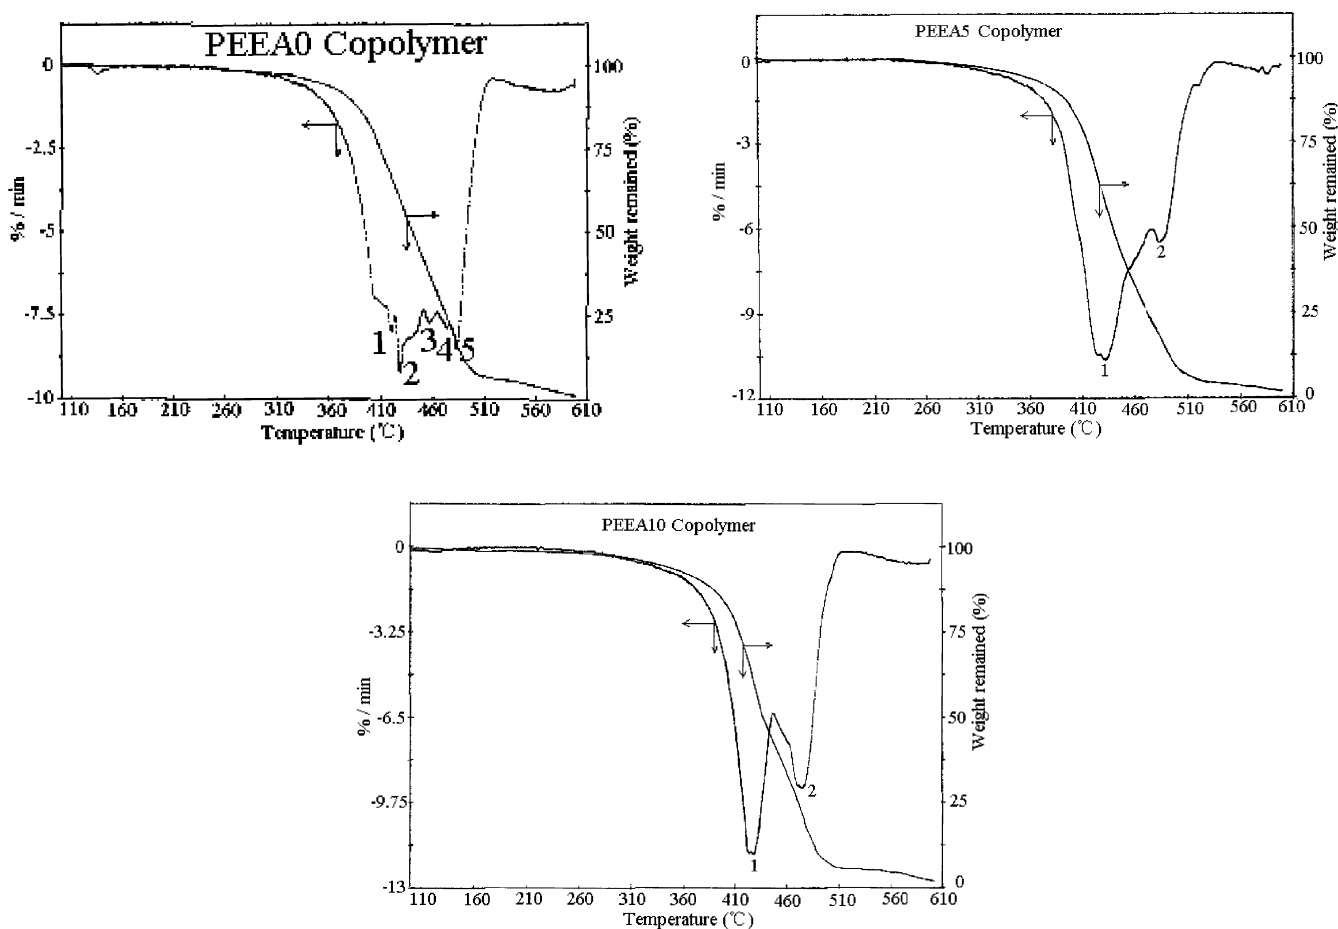 PEEA0 Copolymer
0
-2.5
-5
-7.5
-10
% / min
100
75
50
25
0
Weight remained (%)
1
2
3
4
5
110 160 210 260 310 360 410 460 510 560 610
Temperature (℃)
PEEA5 Copolymer
0
-3
-6
-9
-12
% / min
100
75
50
25
0
Weight remained (%)
1
2
110 160 210 260 310 360 410 460 510 560 610
Temperature (℃)
PEEA10 Copolymer
0
-3.25
-6.5
-9.75
-13
% / min
100
75
50
25
0
Weight remained (%)
1
2
110 160 210 260 310 360 410 460 510 560 610
Temperature (℃)